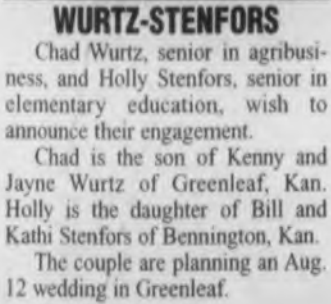 WURTZ-STENFORS
Chad Wurtz, senior in agribusi-
ness, and Holly Stenfors, senior in
elementary education, wish to
announce their engagement.
Chad is the son of Kenny and
Jayne Wurtz of Greenleaf, Kan.
Holly is the daughter of Bill and
Kathi Stenfors of Bennington, Kan.
The couple are planning an Aug.
12 wedding in Greenleaf.